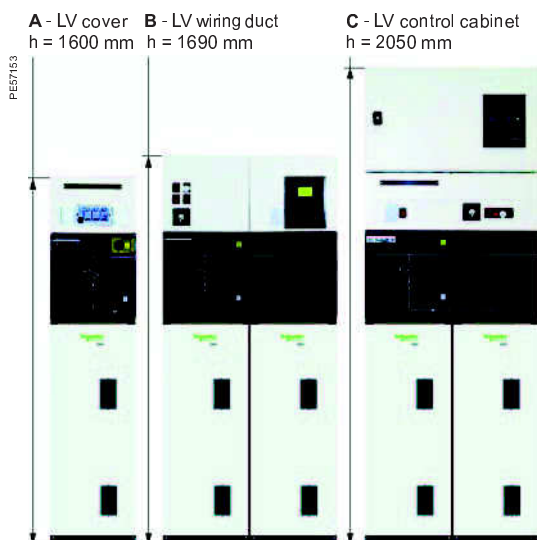 A - LV cover
h = 1600 mm
B - LV wiring duct
h = 1690 mm
C - LV control cabinet
h = 2050 mm
PE57153